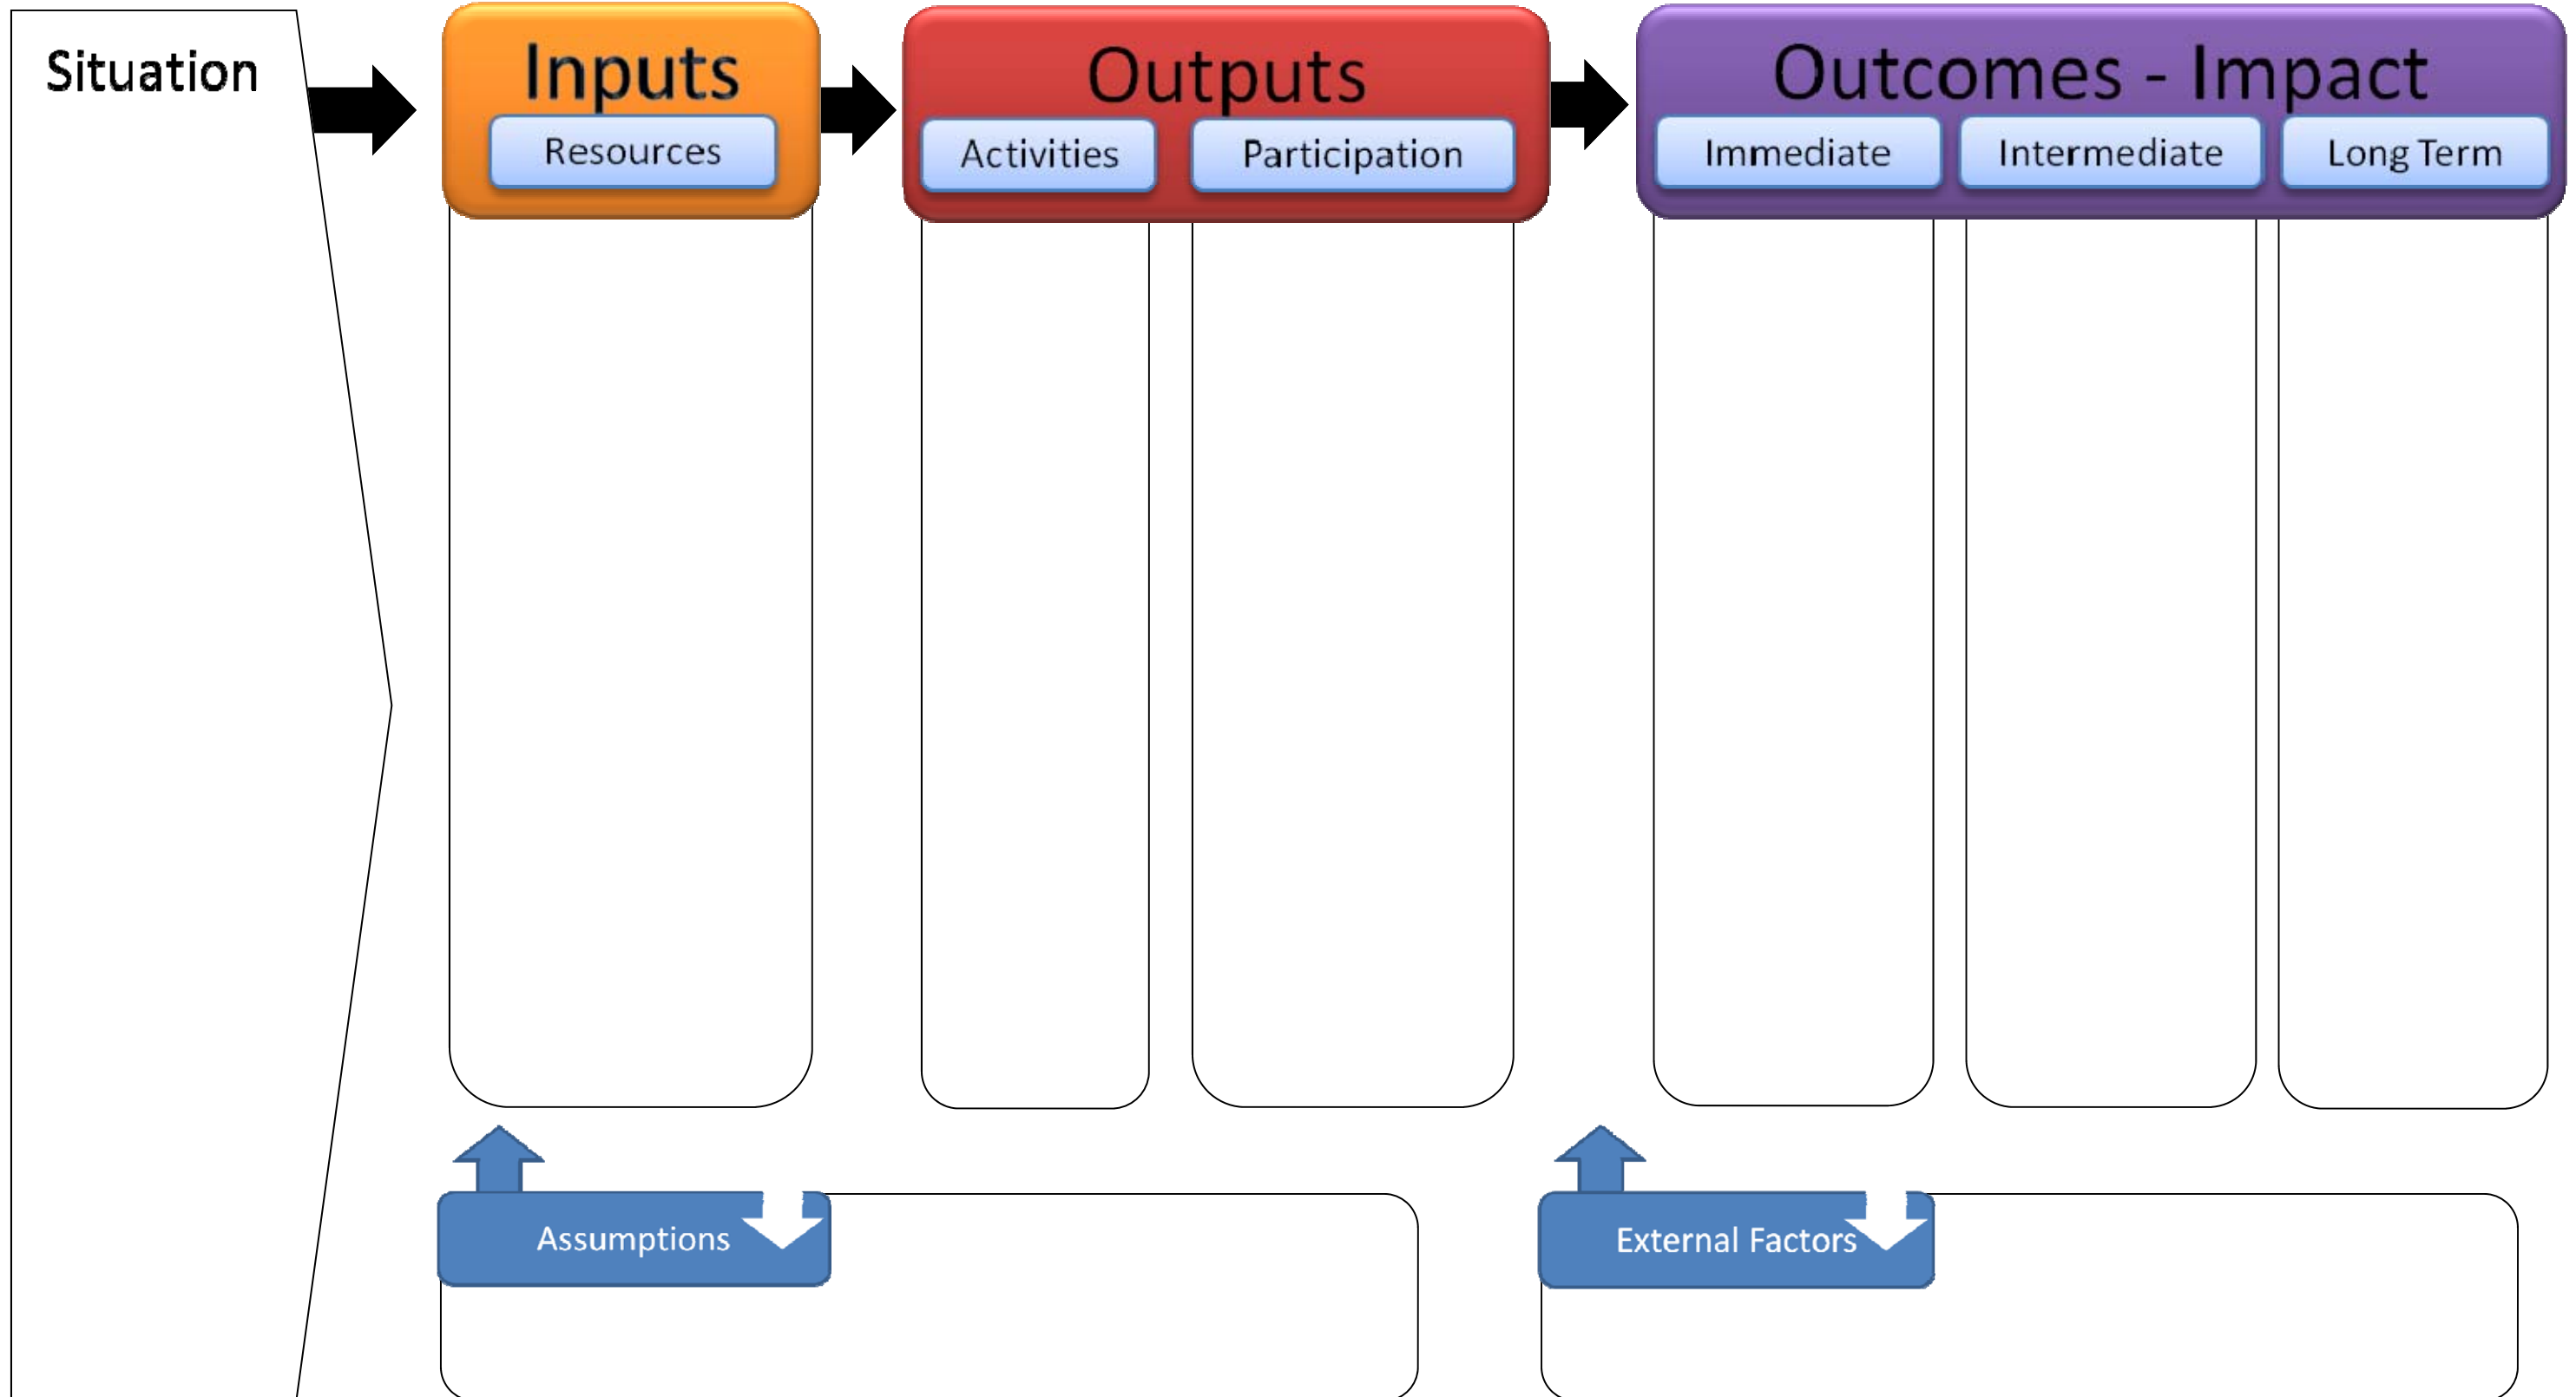 Situation
Inputs
Resources
Outputs
Activities
Participation
Outcomes - Impact
Immediate
Intermediate
Long Term
Assumptions
External Factors